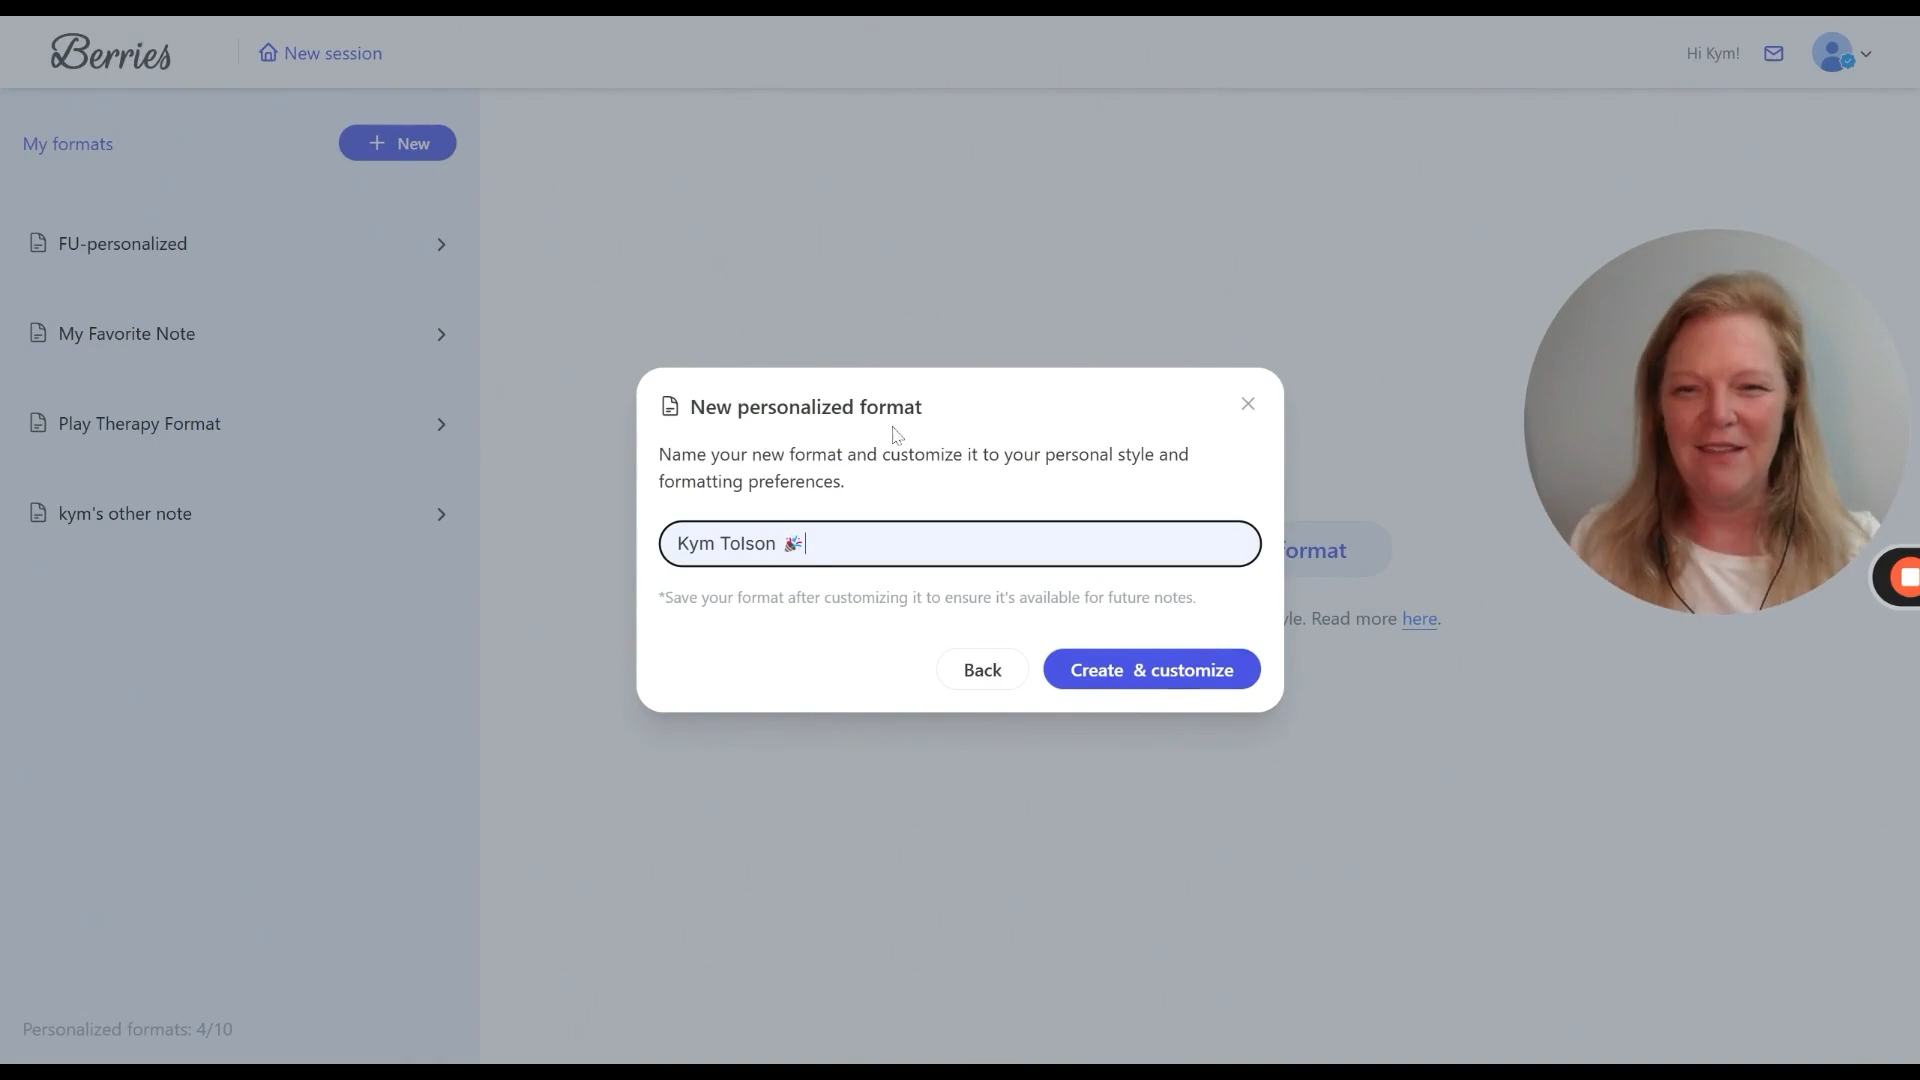 Berries
New session
Hi Kym!
My formats
+ New
FU-personalized
My Favorite Note
Play Therapy Format
kym's other note
Personalized formats: 4/10
New personalized format
Name your new format and customize it to your personal style and
formatting preferences.
Kym Tolson 🎉
*Save your format after customizing it to ensure it's available for future notes.
Back
Create & customize
ormat
yle. Read more here.